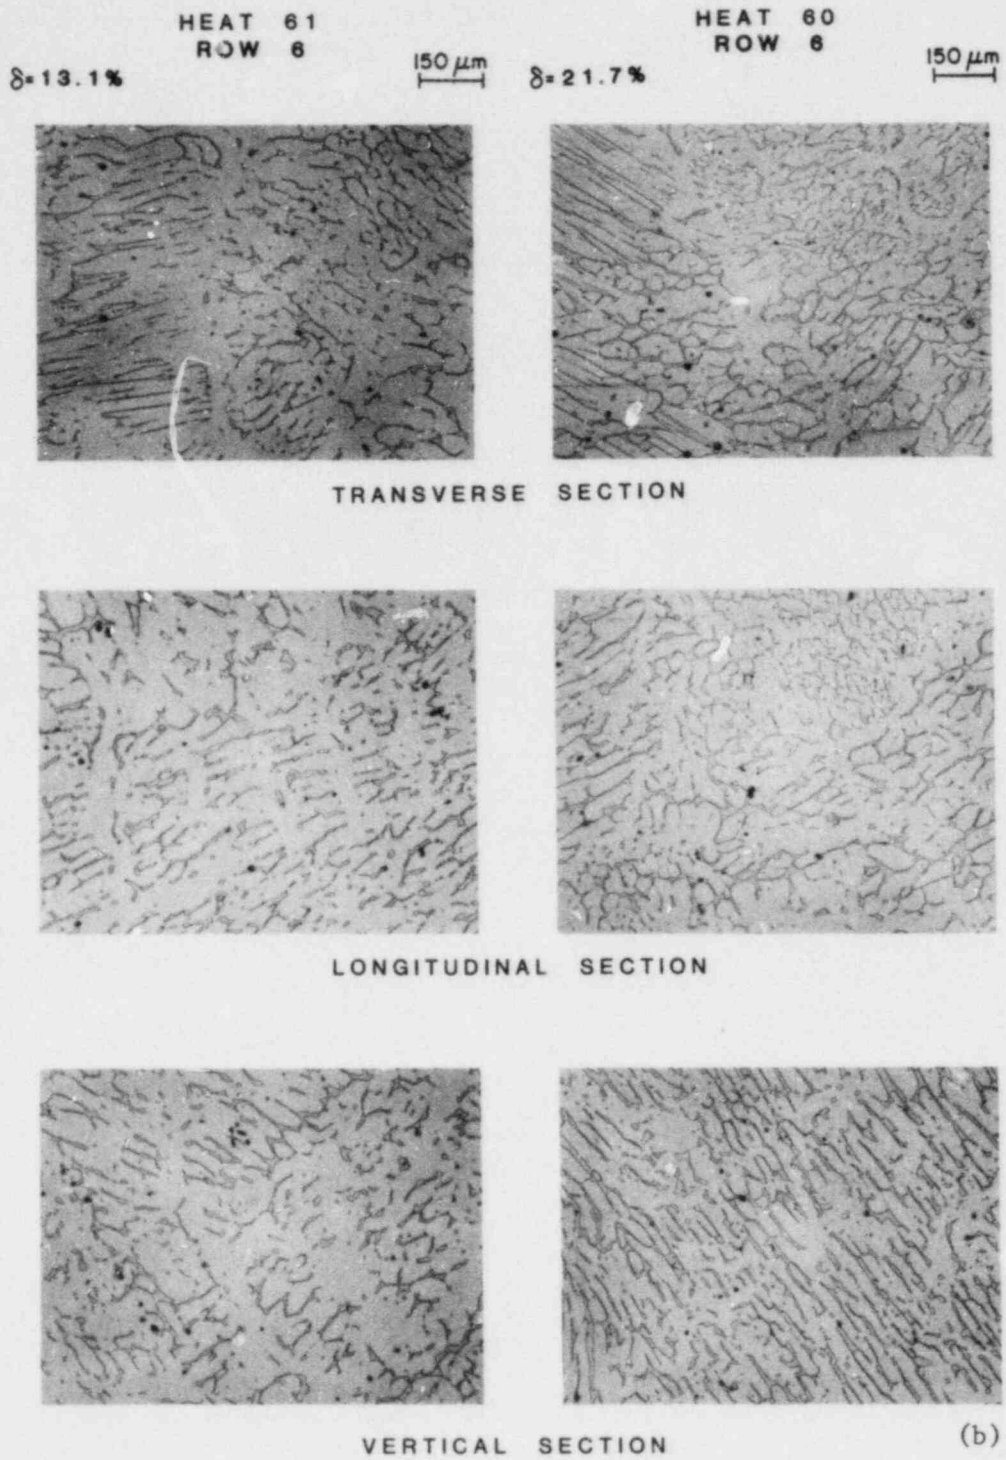 HEAT 61
ROW 6
δ=13.1%
150 μm
HEAT 60
ROW 6
δ=21.7%
150 μm
TRANSVERSE SECTION
LONGITUDINAL SECTION
VERTICAL SECTION
(b)